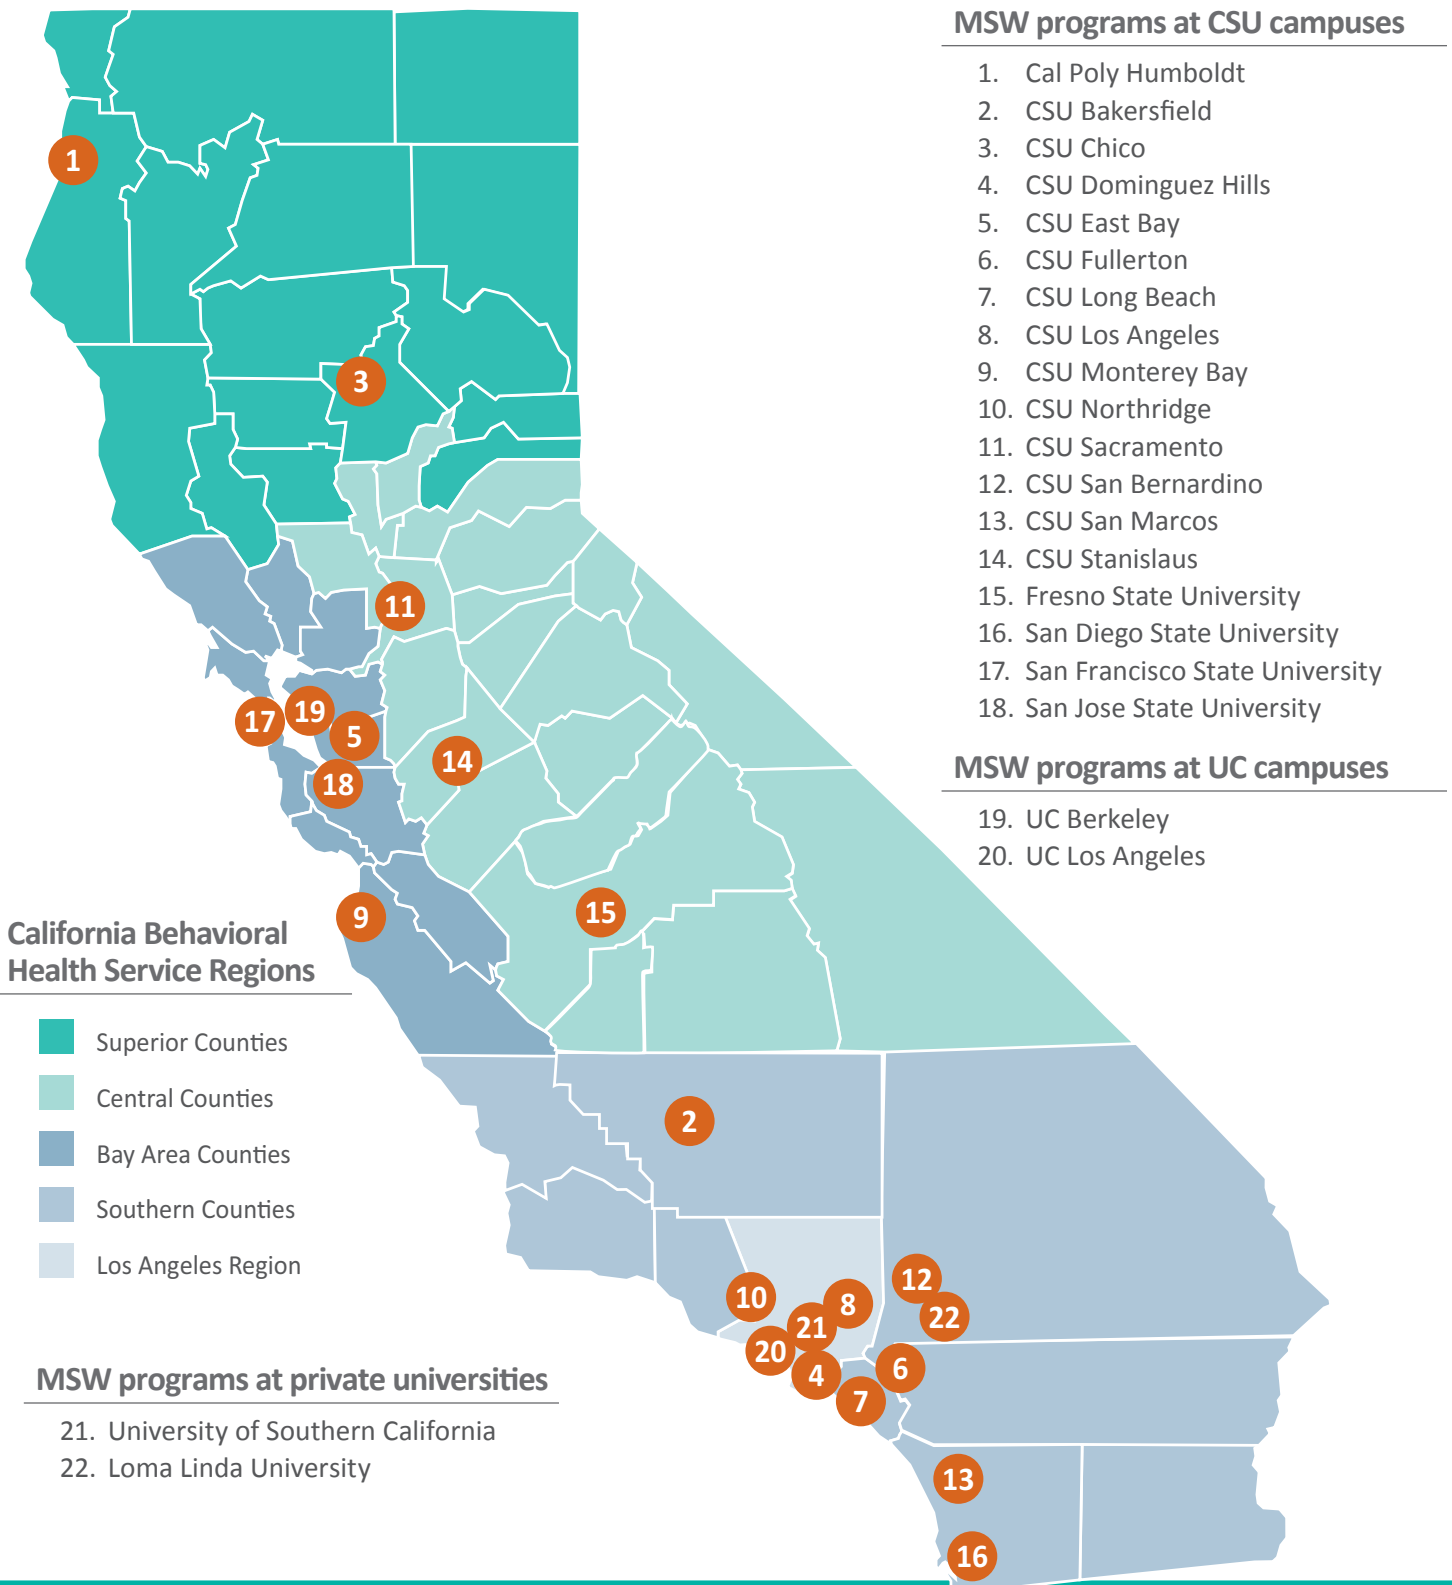 MSW programs at CSU campuses
1. Cal Poly Humboldt
2. CSU Bakersfield
3. CSU Chico
4. CSU Dominguez Hills
5. CSU East Bay
6. CSU Fullerton
7. CSU Long Beach
8. CSU Los Angeles
9. CSU Monterey Bay
10. CSU Northridge
11. CSU Sacramento
12. CSU San Bernardino
13. CSU San Marcos
14. CSU Stanislaus
15. Fresno State University
16. San Diego State University
17. San Francisco State University
18. San Jose State University
MSW programs at UC campuses
19. UC Berkeley
20. UC Los Angeles
California Behavioral
Health Service Regions
Superior Counties
Central Counties
Bay Area Counties
Southern Counties
Los Angeles Region
MSW programs at private universities
21. University of Southern California
22. Loma Linda University
1
3
11
17
19
5
14
18
9
15
2
12
10
8
22
21
20
4
6
7
13
16